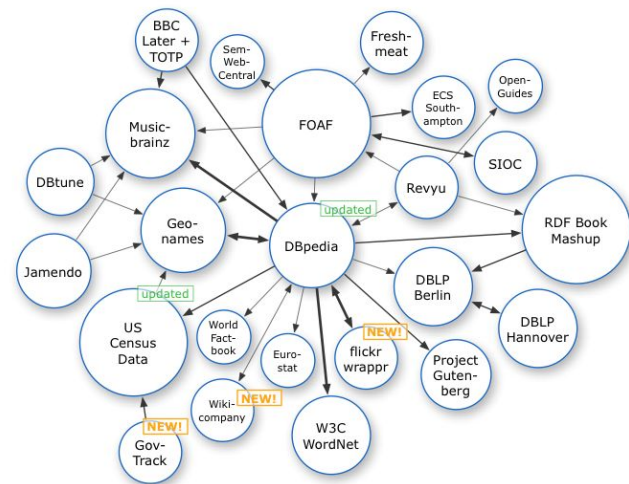 BBC
Later +
TOTP
Sem-
Web-
Central
Fresh-
meat
FOAF
ECS
South-
ampton
Open-
Guides
Music-
brainz
SIOC
DBtune
Revyu
updated
Geo-
names
DBpedia
RDF Book
Mashup
Jamendo
DBLP
Berlin
updated
US
Census
Data
World
Fact-
book
Euro-
stat
NEW!
flickr
wrappr
DBLP
Hannover
Project
Guten-
berg
NEW!
Wiki-
company
W3C
WordNet
NEW!
Gov-
Track